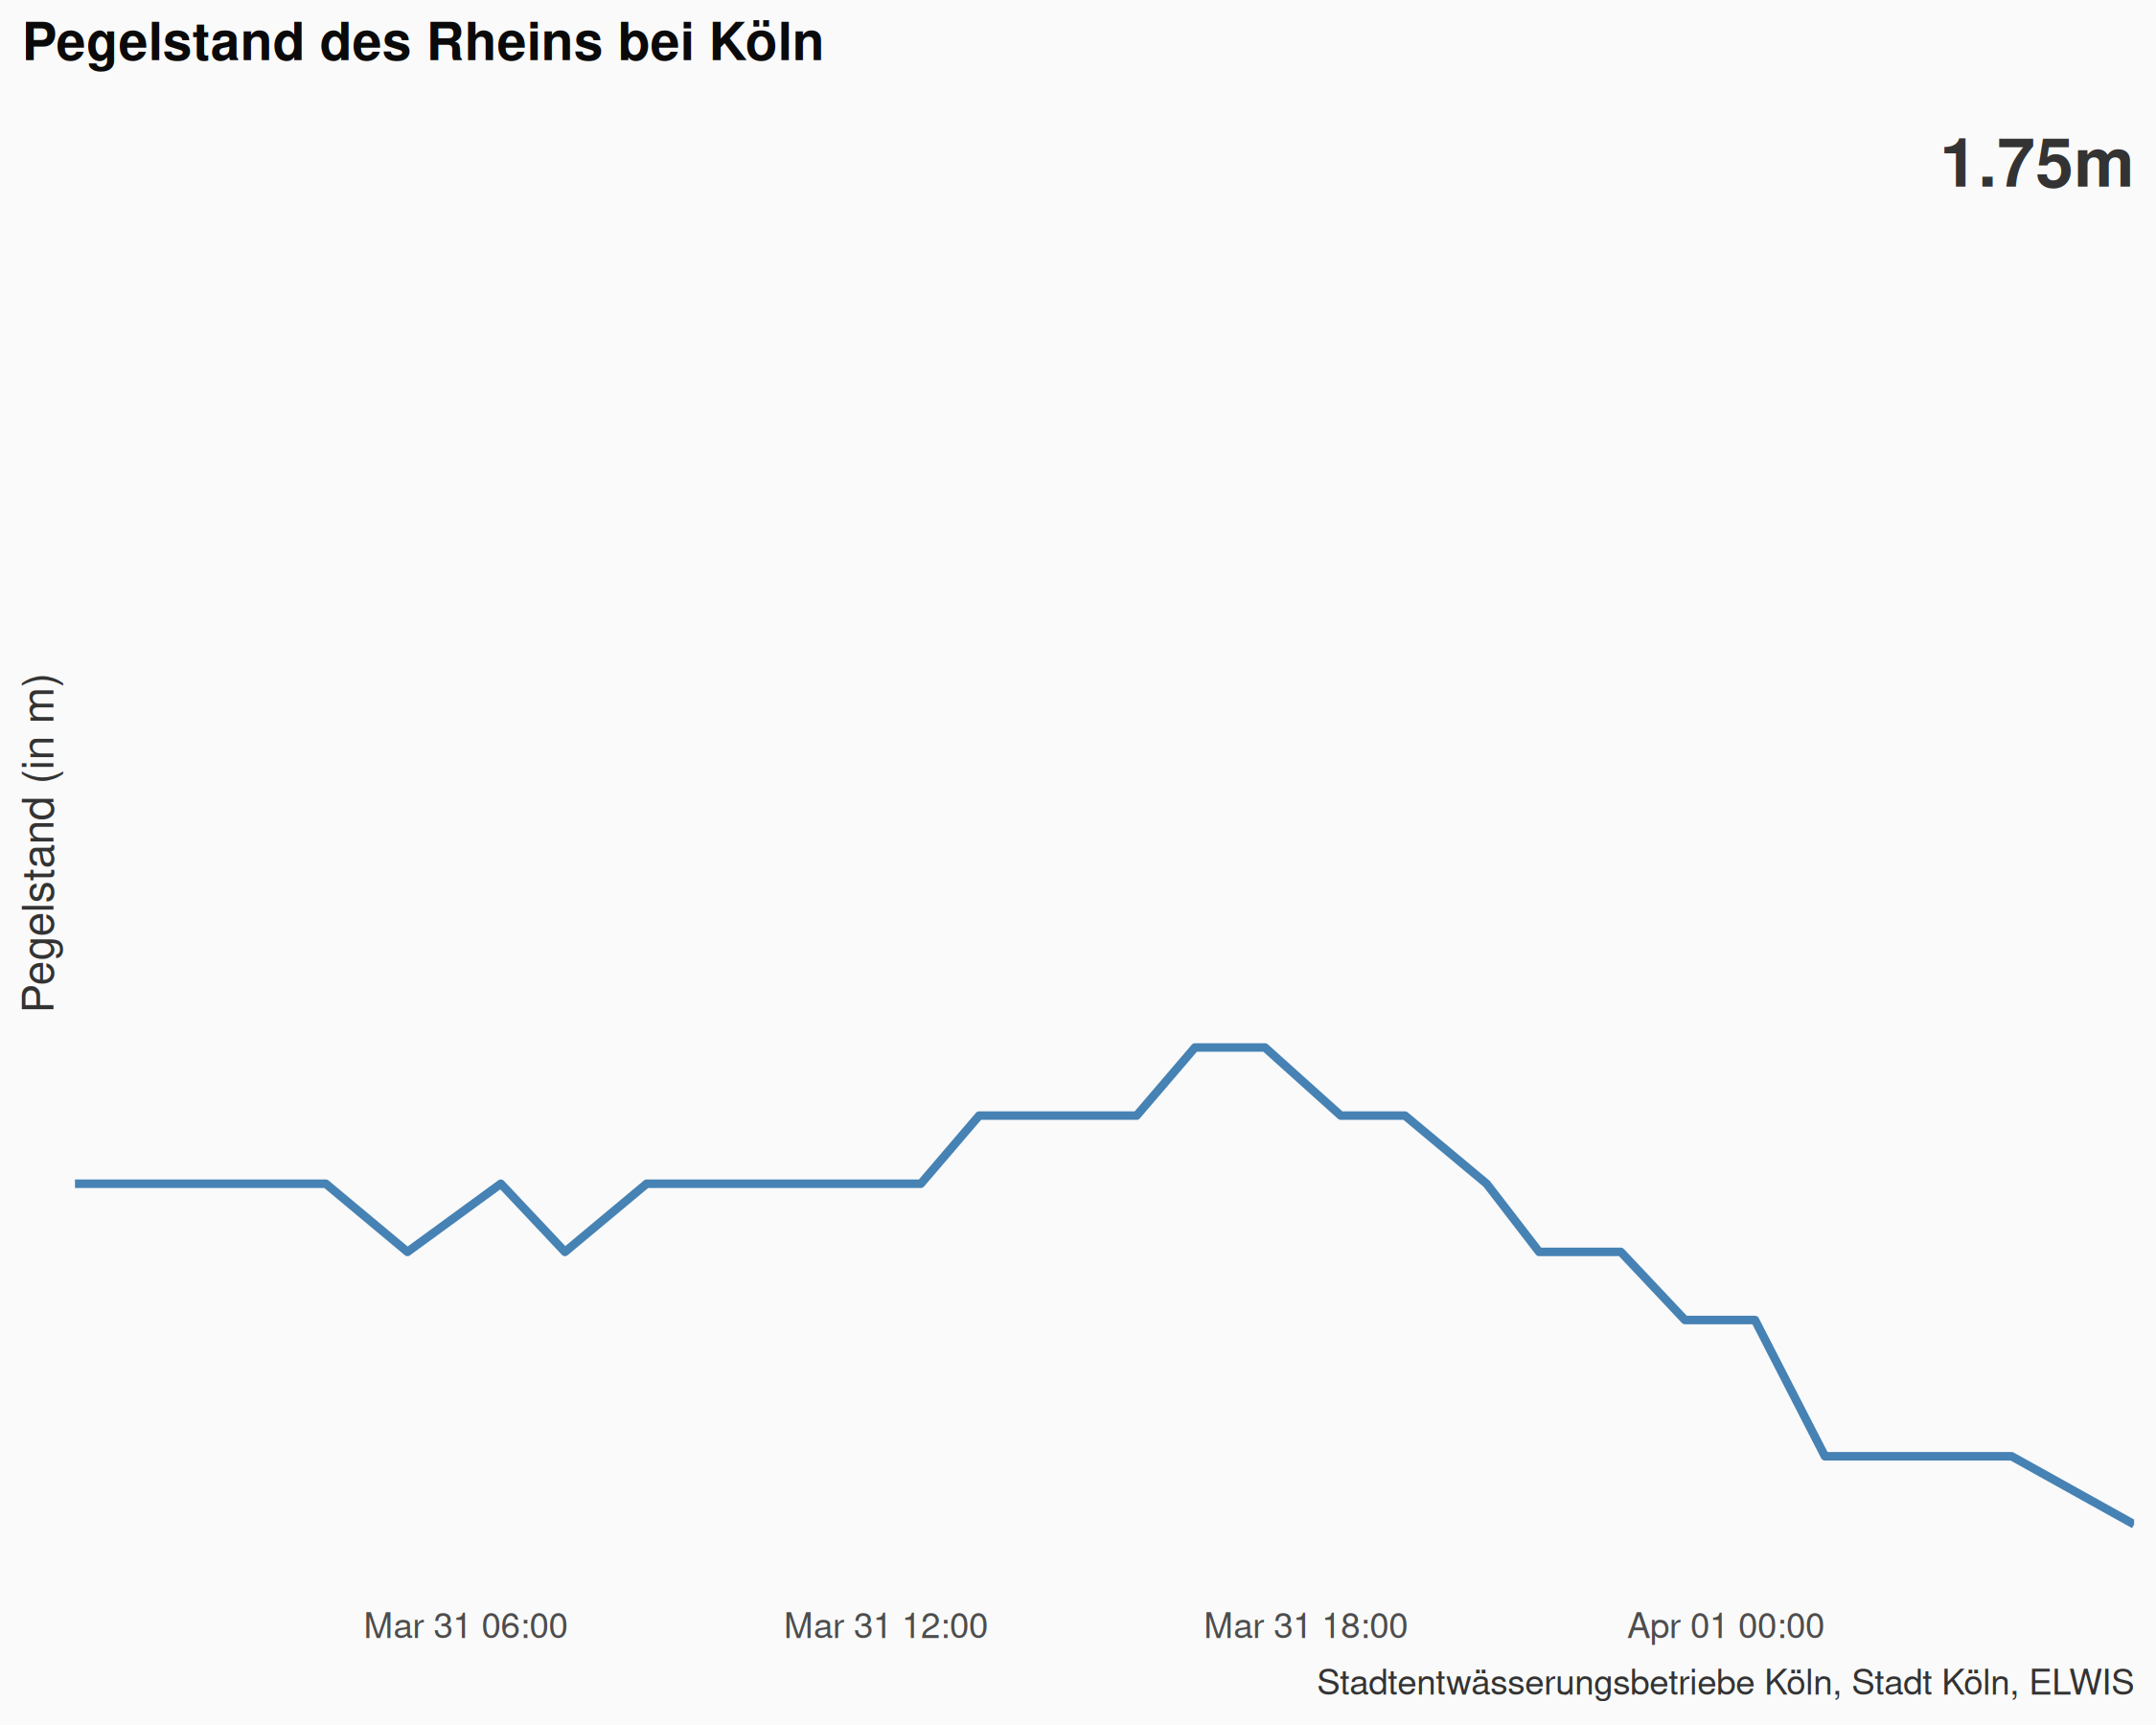 Pegelstand des Rheins bei Köln
1.75m
Pegelstand (in m)
Mar 31 06:00 Mar 31 12:00 Mar 31 18:00 Apr 01 00:00
Stadtentwässerungsbetriebe Köln, Stadt Köln, ELWIS